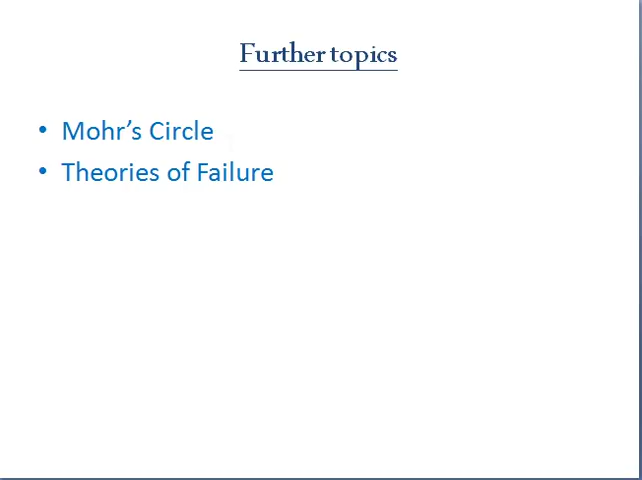 Further topics
• Mohr’s Circle
• Theories of Failure